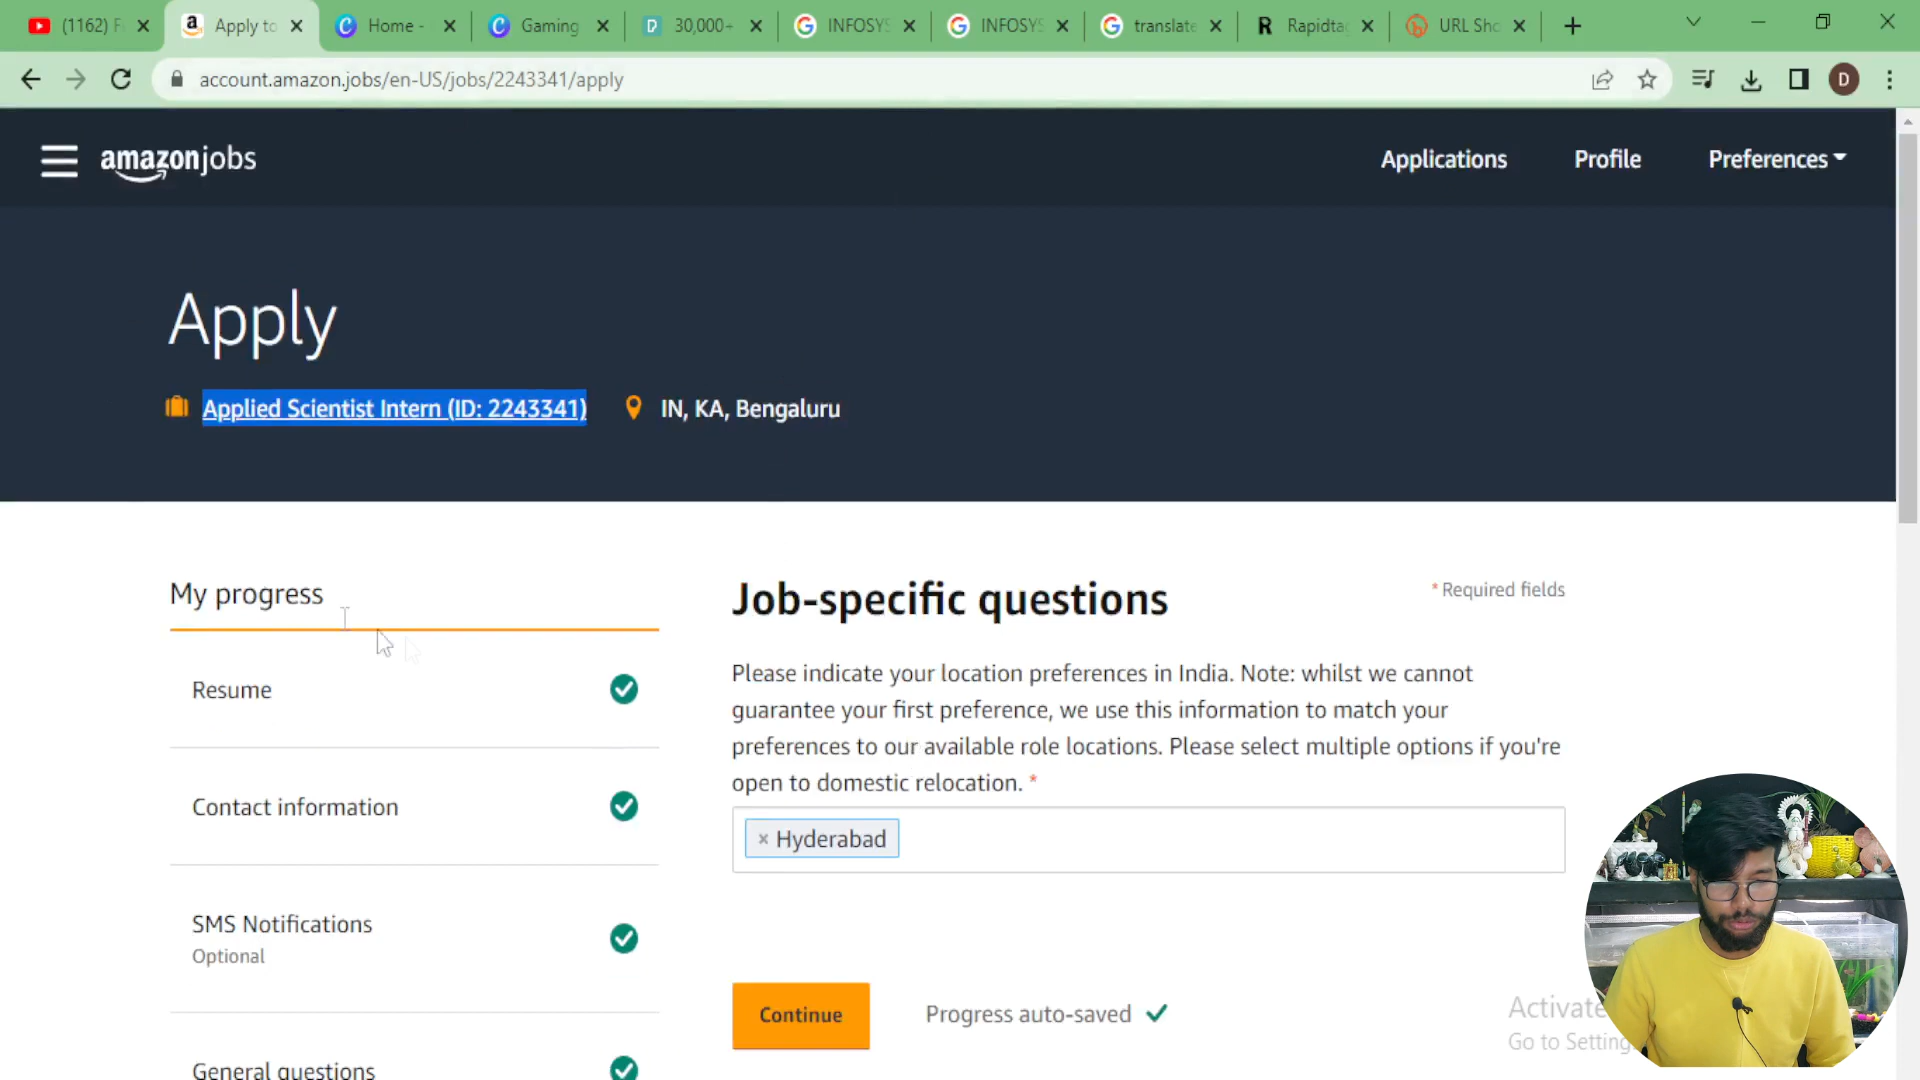 (1162) F
Apply to
Home -
Gaming
30,000+
INFOSYS
INFOSYS
translate
Rapidta
URL Sho
account.amazon.jobs/en-US/jobs/2243341/apply
D
amazonjobs
Applications
Profile
Preferences
Apply
Applied Scientist Intern (ID: 2243341)
IN, KA, Bengaluru
My progress
Job-specific questions
* Required fields
Please indicate your location preferences in India. Note: whilst we cannot
guarantee your first preference, we use this information to match your
preferences to our available role locations. Please select multiple options if you're
open to domestic relocation. *
Resume
Contact information
× Hyderabad
SMS Notifications
Optional
Continue
Progress auto-saved
Activate
Go to Setting
General questions